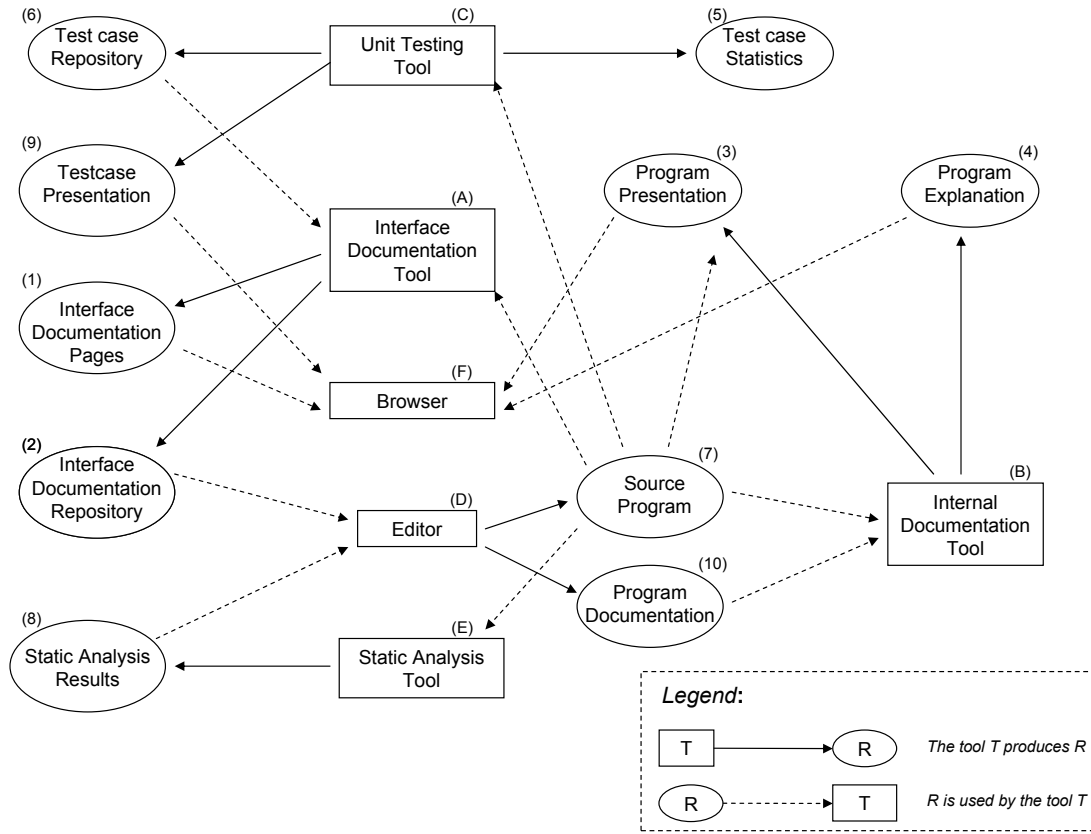 (6)
Test case
Repository
(C)
Unit Testing
Tool
(5)
Test case
Statistics
(9)
Testcase
Presentation
(A)
Interface
Documentation
Tool
(3)
Program
Presentation
(4)
Program
Explanation
(1)
Interface
Documentation
Pages
(F)
Browser
(2)
Interface
Documentation
Repository
(D)
Editor
(7)
Source
Program
(B)
Internal
Documentation
Tool
(10)
Program
Documentation
(8)
Static Analysis
Results
(E)
Static Analysis
Tool
Legend:
T
R
The tool T produces R
R
T
R is used by the tool T